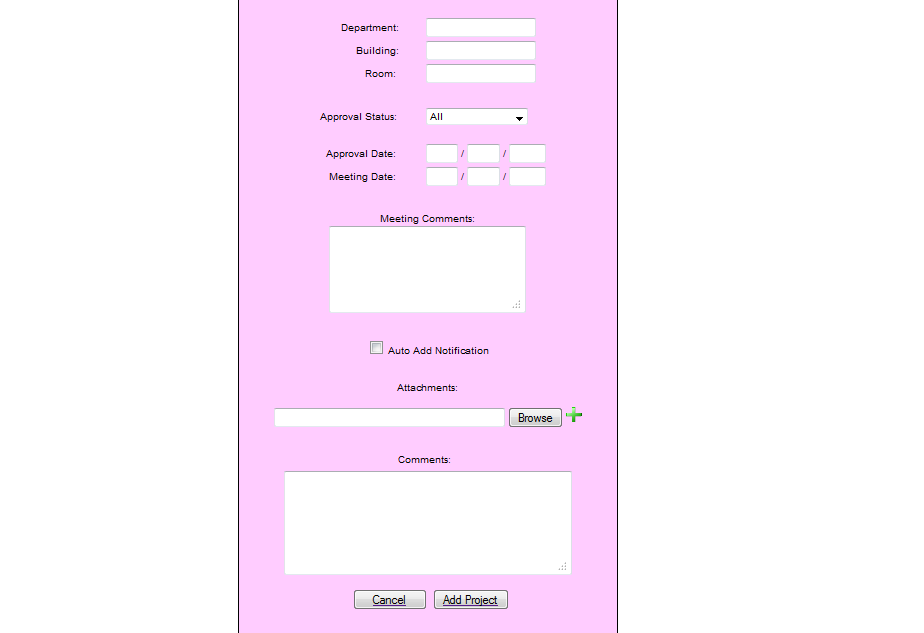 Department:
Building:
Room:
Approval Status: All
Approval Date: / /
Meeting Date: / /
Meeting Comments:
Auto Add Notification
Attachments:
Browse
Comments:
Cancel Add Project